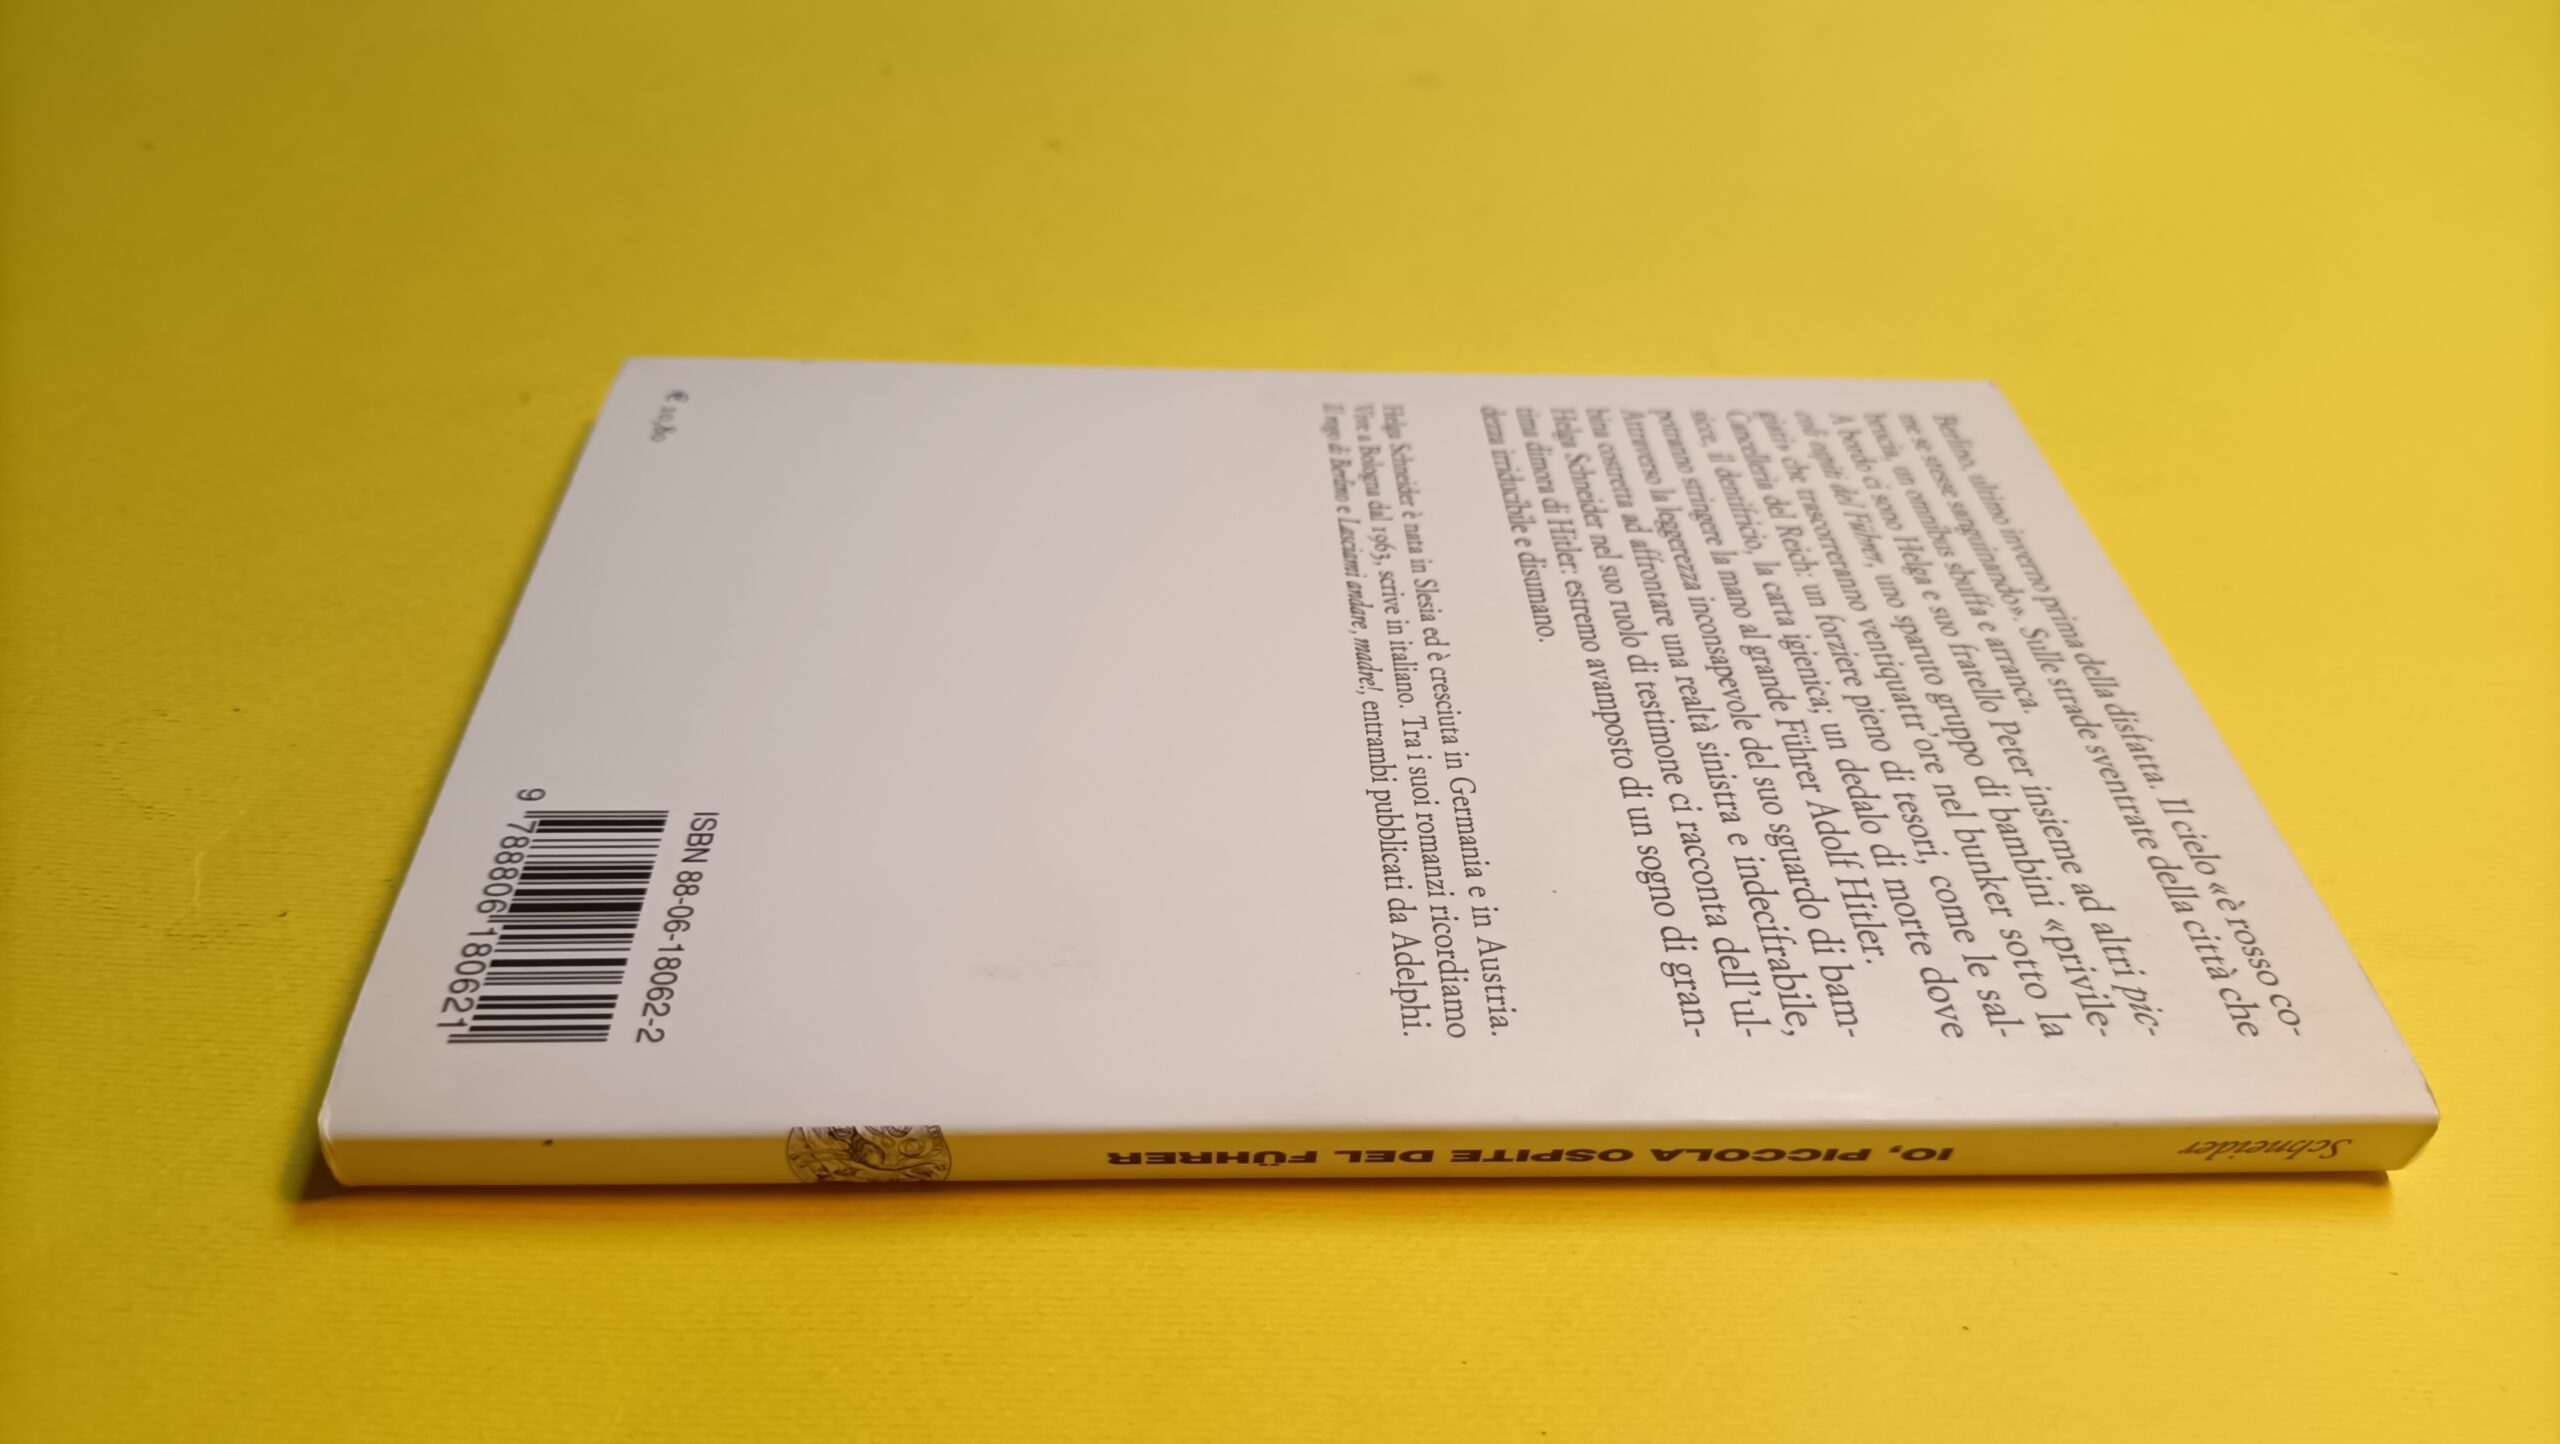 Berlino, ultimo inverno prima della disfatta. Il cielo «è rosso co-
me se stesse sanguinando». Sulle strade sventrate della città che
brucia, un omnibus sbuffa e arranca.
A bordo ci sono Helga e suo fratello Peter insieme ad altri pic-
coli ospiti del Führer, uno sparuto gruppo di bambini «privile-
giati» che trascorreranno ventiquattr'ore nel bunker sotto la
Cancelleria del Reich: un forziere pieno di tesori, come le sal-
sicce, il dentifricio, la carta igienica; un dedalo di morte dove
potranno stringere la mano al grande Führer Adolf Hitler.
Attraverso la leggerezza inconsapevole del suo sguardo di bam-
bina costretta ad affrontare una realtà sinistra e indecifrabile,
Helga Schneider nel suo ruolo di testimone ci racconta dell'ul-
tima dimora di Hitler: estremo avamposto di un sogno di gran-
dezza irriducibile e disumano.
Helga Schneider è nata in Slesia ed è cresciuta in Germania e in Austria.
Vive a Bologna dal 1963, scrive in italiano. Tra i suoi romanzi ricordiamo
Il rogo di Berlino e Lasciami andare, madre!, entrambi pubblicati da Adelphi.
ISBN 88-06-18062-2
9 788806 180621
€ 10,80
Schneider
IO, PICCOLA OSPITE DEL FÜHRER